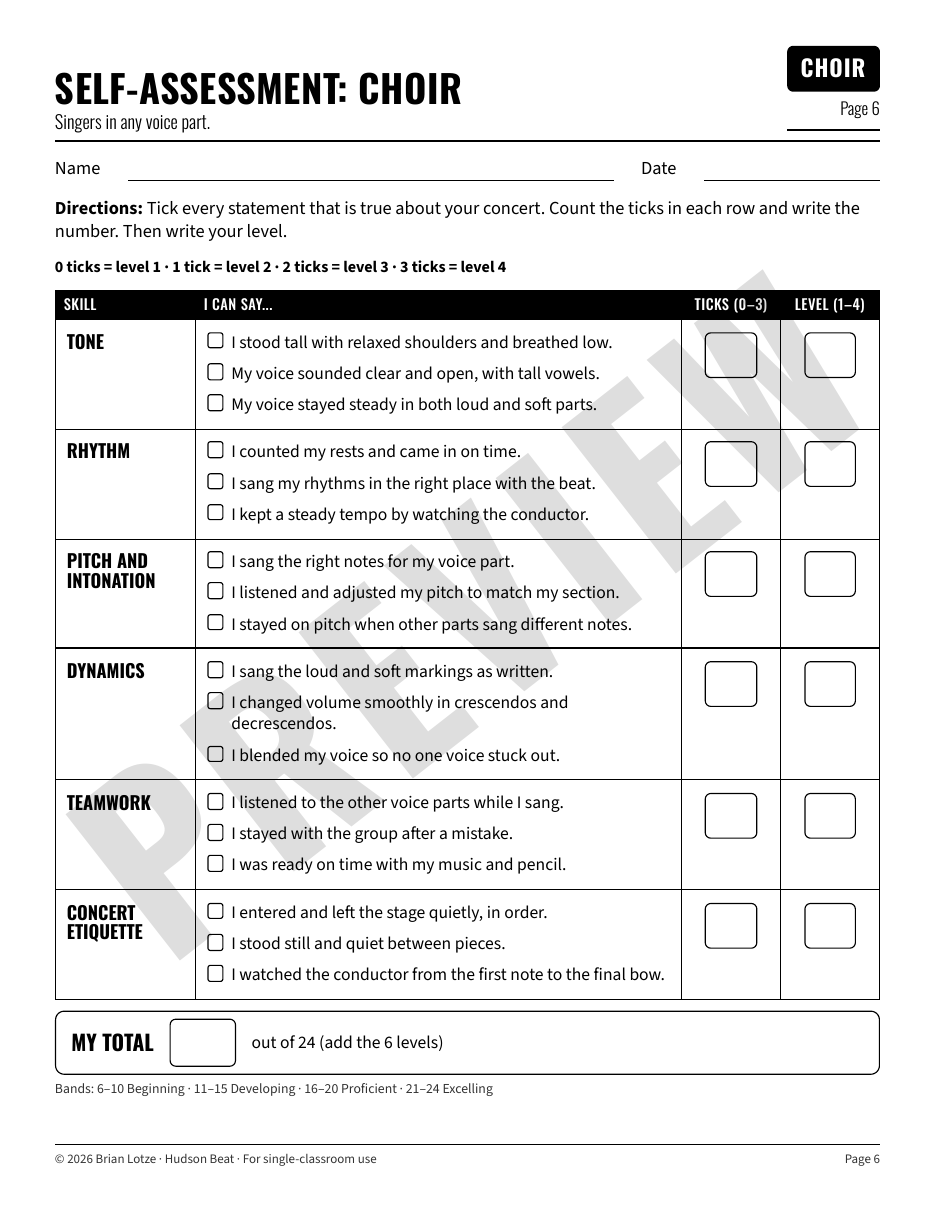 CHOIR
SELF-ASSESSMENT: CHOIR
Singers in any voice part.
Page 6
Name
Date
Directions: Tick every statement that is true about your concert. Count the ticks in each row and write the
number. Then write your level.
0 ticks = level 1 · 1 tick = level 2 · 2 ticks = level 3 · 3 ticks = level 4
SKILL I CAN SAY... TICKS (0–3) LEVEL (1–4)
TONE
I stood tall with relaxed shoulders and breathed low.
My voice sounded clear and open, with tall vowels.
My voice stayed steady in both loud and soft parts.
RHYTHM
I counted my rests and came in on time.
I sang my rhythms in the right place with the beat.
I kept a steady tempo by watching the conductor.
PITCH AND
INTONATION
I sang the right notes for my voice part.
I listened and adjusted my pitch to match my section.
I stayed on pitch when other parts sang different notes.
DYNAMICS
I sang the loud and soft markings as written.
I changed volume smoothly in crescendos and
decrescendos.
I blended my voice so no one voice stuck out.
TEAMWORK
I listened to the other voice parts while I sang.
I stayed with the group after a mistake.
I was ready on time with my music and pencil.
CONCERT
ETIQUETTE
I entered and left the stage quietly, in order.
I stood still and quiet between pieces.
I watched the conductor from the first note to the final bow.
MY TOTAL
out of 24 (add the 6 levels)
Bands: 6–10 Beginning · 11–15 Developing · 16–20 Proficient · 21–24 Excelling
© 2026 Brian Lotze · Hudson Beat · For single-classroom use
Page 6
PREVIEW